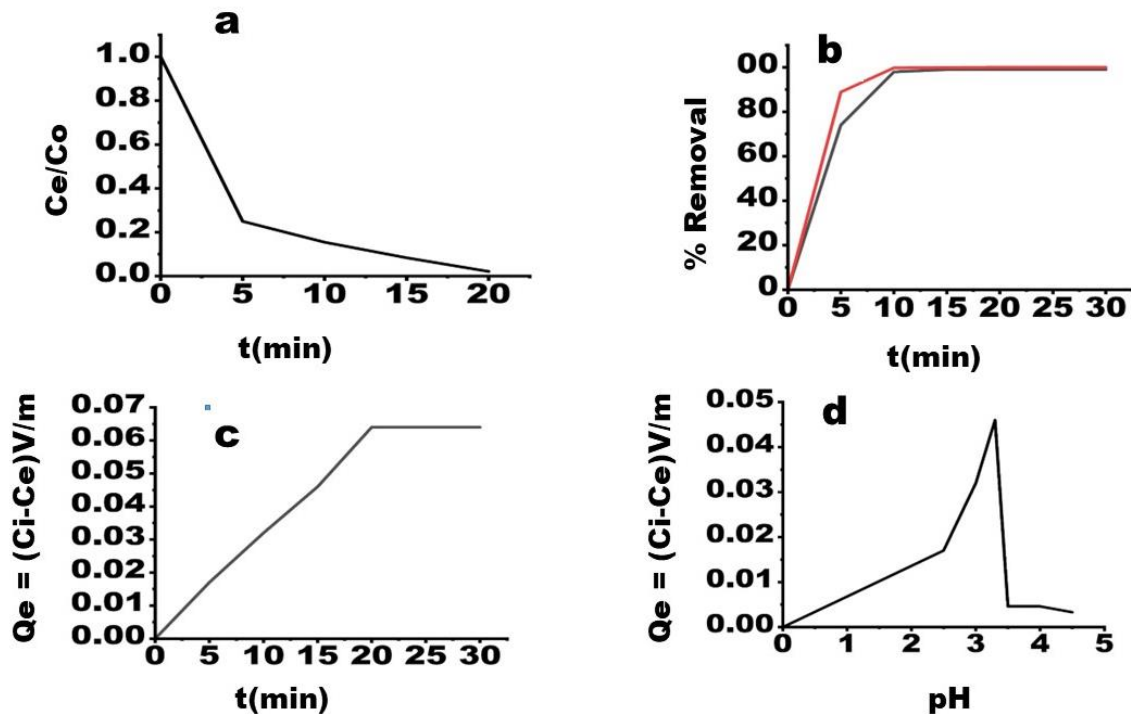 a
1.0
0.8
0.6
0.4
0.2
0.0
Ce/Co
0 5 10 15 20
t(min)
b
00
80
60
40
20
0
% Removal
0 5 10 15 20 25 30
t(min)
c
0.07
0.06
0.04
0.03
0.02
0.01
0.00
Qe = (Ci-Ce)V/m
0 5 10 15 20 25 30
t(min)
d
0.05
0.04
0.03
0.02
0.01
0.00
Qe = (Ci-Ce)V/m
0 1 2 3 4 5
pH